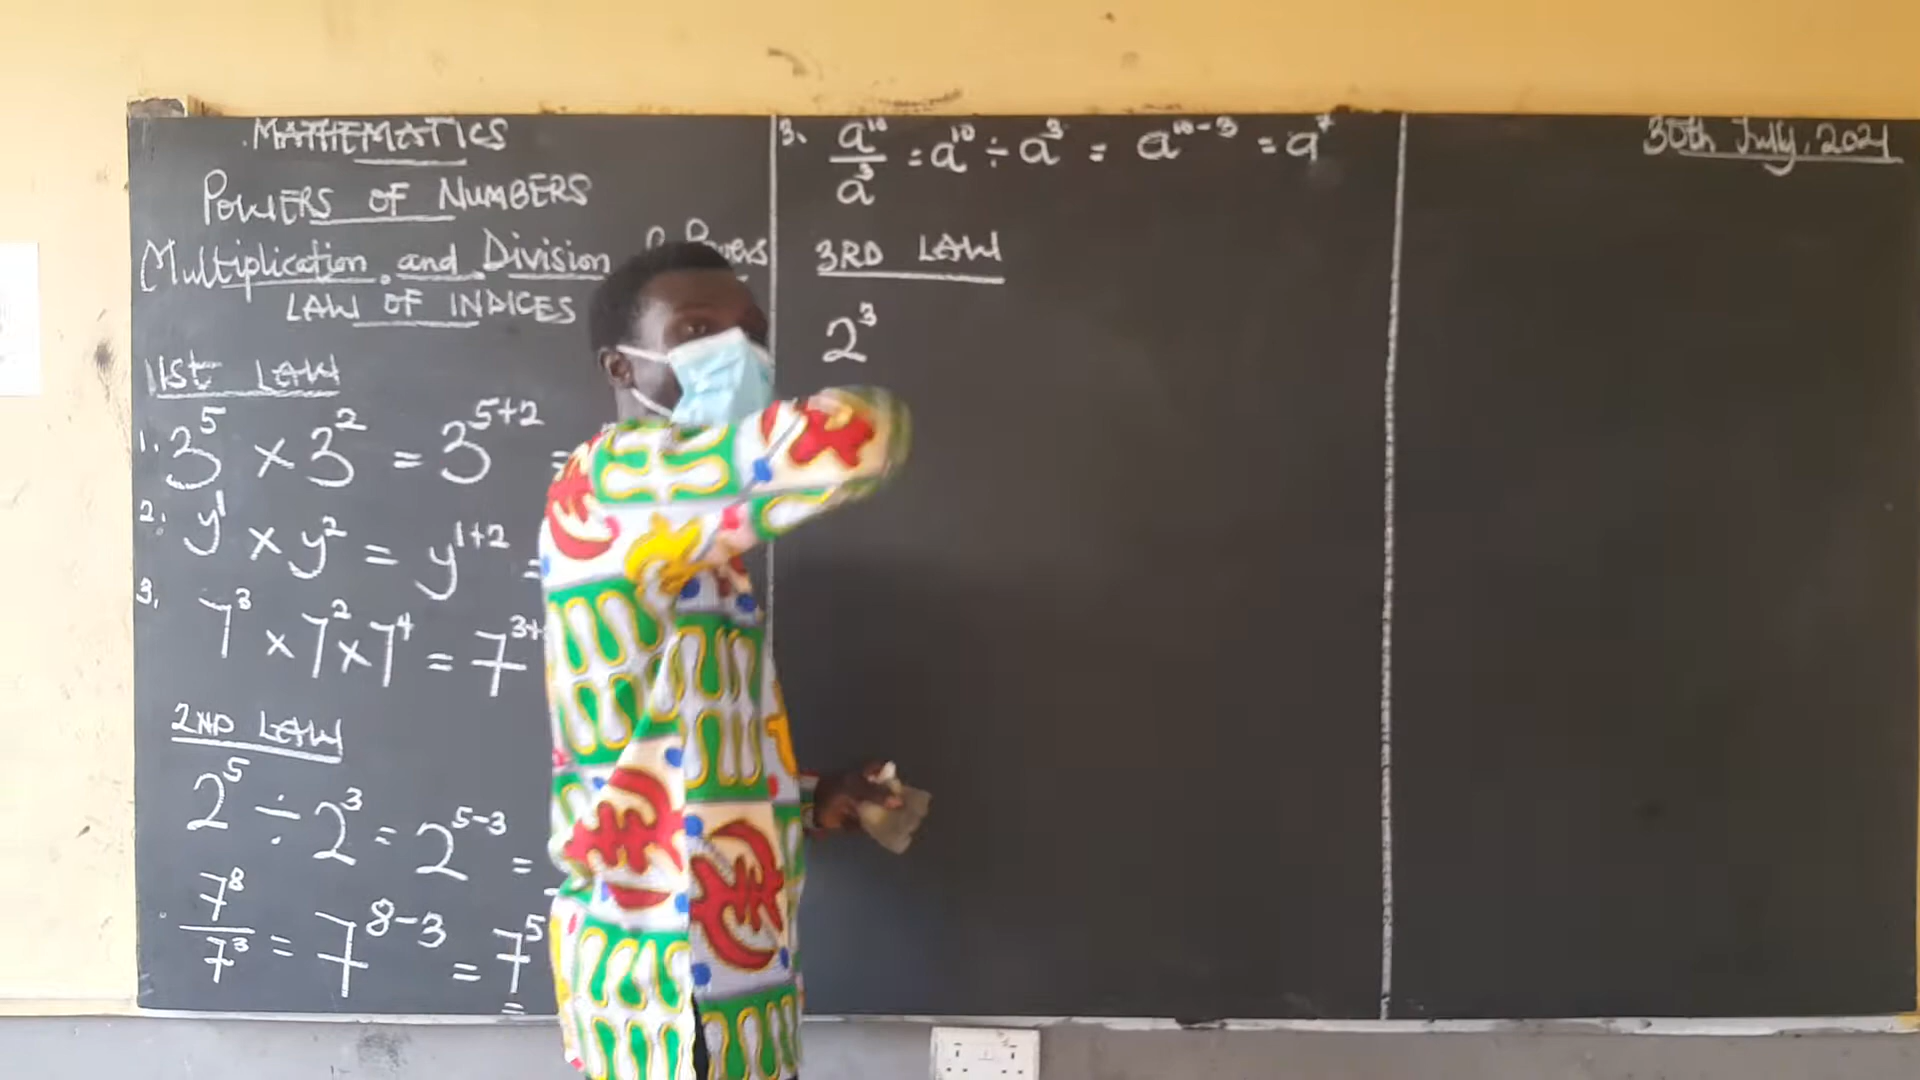 MATHEMATICS
POWERS OF NUMBERS
Multiplication and Division Powers
LAW OF INDICES
1st LAW
1. 3⁵ × 3² = 3⁵⁺² =
2. y¹ × y² = y¹⁺² =
3. 7³ × 7² × 7⁴ = 7³⁺
2ND LAW
2⁵ ÷ 2³ = 2⁵⁻³ =
7⁸/7³ = 7⁸⁻³ = 7⁵
3. a¹⁰/a³ = a¹⁰ ÷ a³ = a¹⁰⁻³ = a⁷
3RD LAW
2³
30th July, 2021